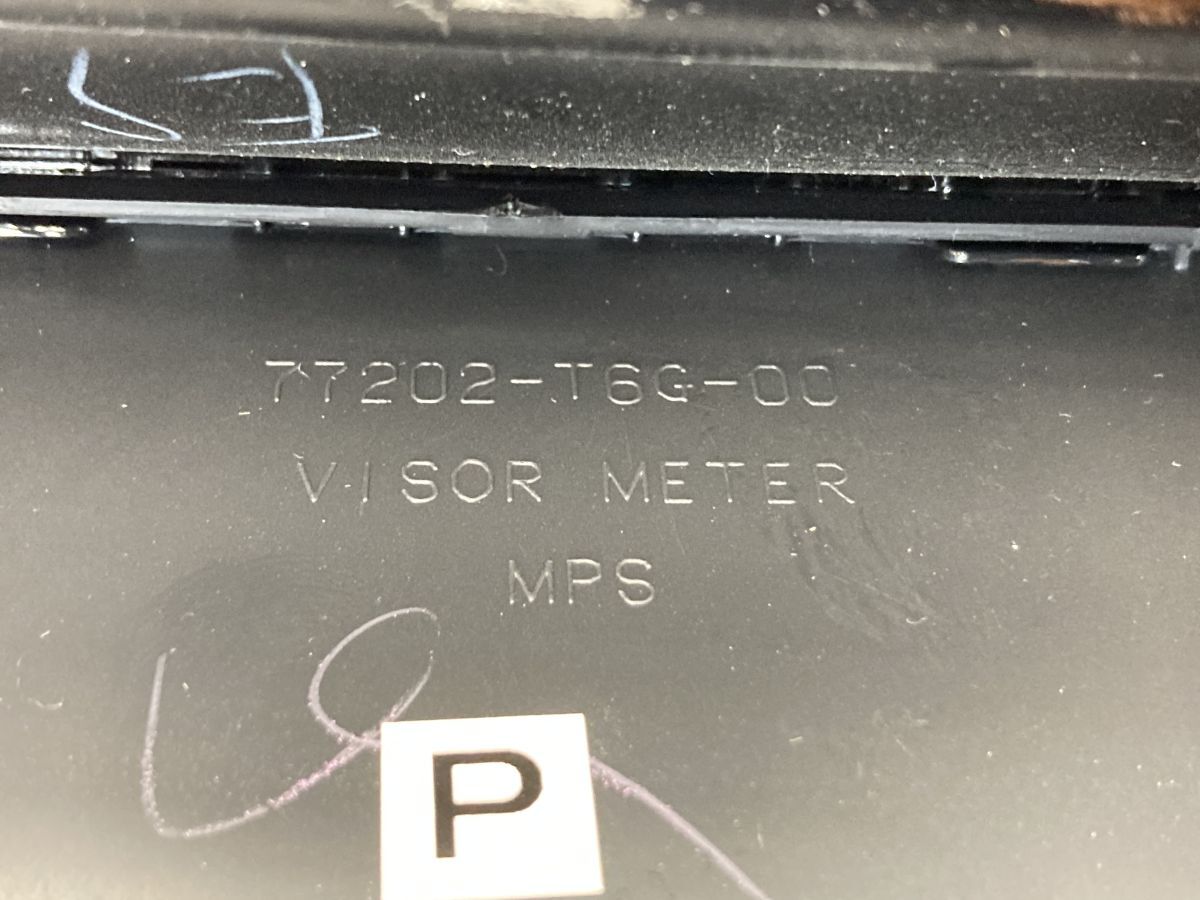 77202-T6G-00
VISOR METER
MPS
P